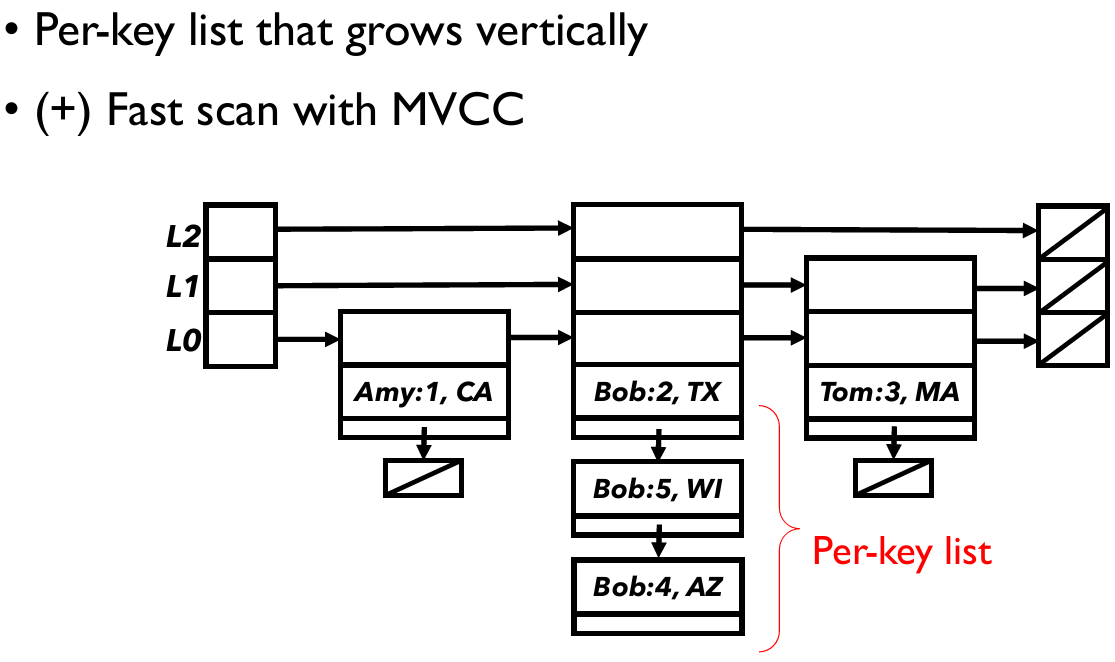 • Per-key list that grows vertically
• (+) Fast scan with MVCC
L2
L1
L0
Amy:1, CA
Bob:2, TX
Tom:3, MA
Bob:5, WI
Per-key list
Bob:4, AZ